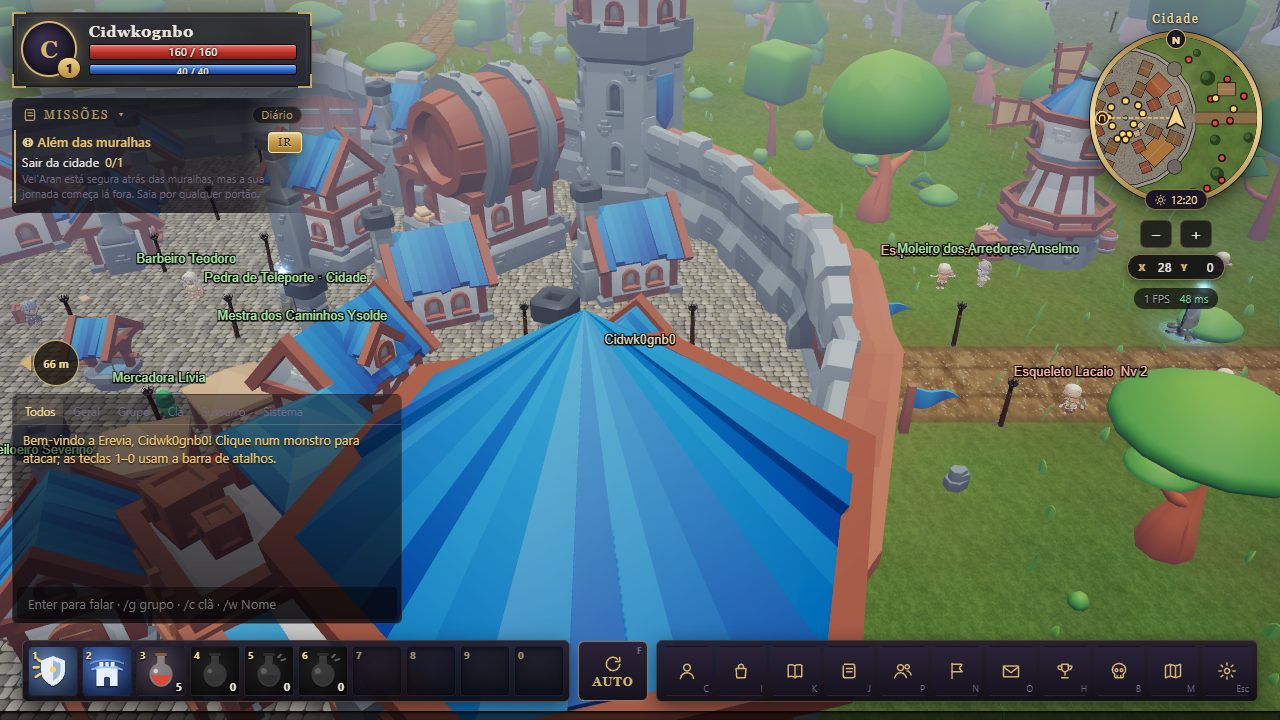 Cidwkognbo
C
1
160 / 160
40 / 40
MISSÕES
Diário
Além das muralhas
IR
Sair da cidade 0/1
Vel'Aran está segura atrás das muralhas, mas a sua
jornada começa lá fora. Saia por qualquer portão.
Cidade
N
12:20
− +
X 28 Y 0
1 FPS 48 ms
Moleiro dos Arredores Anselmo
Barbeiro Teodoro
Pedra de Teleporte · Cidade
Mestra dos Caminhos Ysolde
Cidwk0gnb0
66 m
Mercadora Lívia
Esqueleto Lacaio Nv 2
Todos Geral Grupo Clã Sussurro Sistema
Bem-vindo a Erevia, Cidwk0gnb0! Clique num monstro para
atacar; as teclas 1–0 usam a barra de atalhos.
Enter para falar · /g grupo · /c clã · /w Nome
1 2 3 4 5 6 7 8 9 0
5 0 0 0
F
AUTO
C I K J P N O H B M Esc